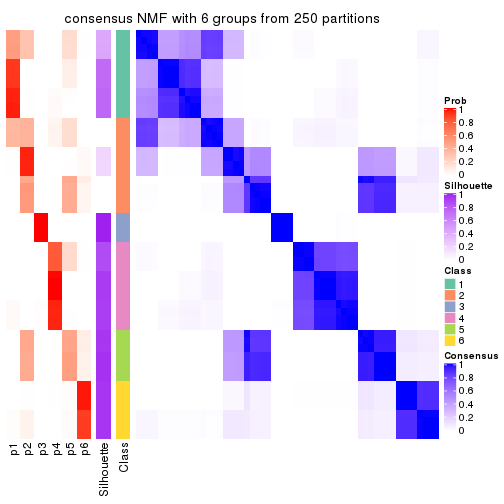 consensus NMF with 6 groups from 250 partitions
Prob
1
0.8
0.6
0.4
0.2
0
Silhouette
1
0.8
0.6
0.4
0.2
0
Class
1
2
3
4
5
6
Consensus
1
0.8
0.6
0.4
0.2
0
p1
p2
p3
p4
p5
p6
Silhouette
Class